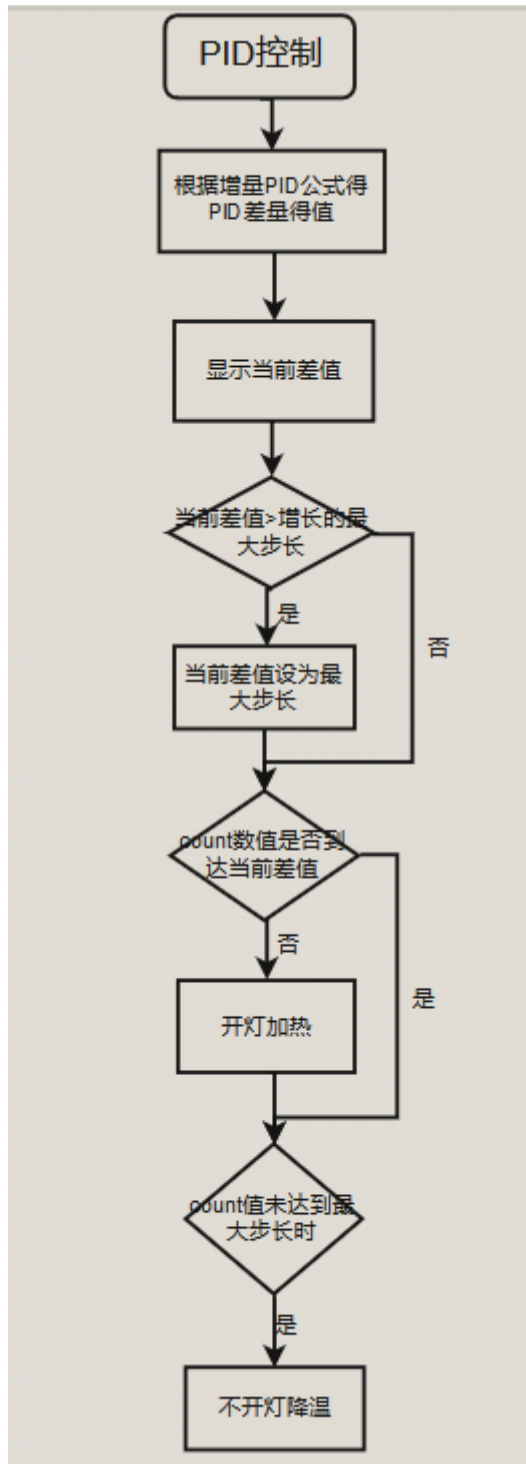 PID控制
根据增量PID公式得
PID差量得值
显示当前差值
当前差值>增长的最
大步长
是
否
当前差值设为最
大步长
count数值是否到
达当前差值
否
是
开灯加热
count值未达到最
大步长时
是
不开灯降温